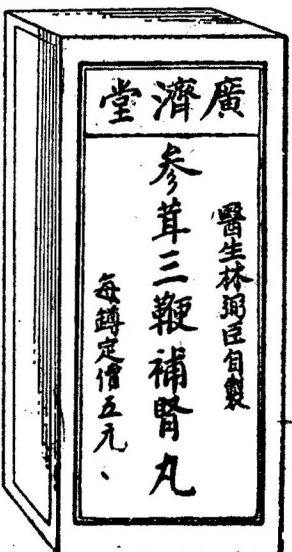 廣濟堂
醫生林弼臣自製
參茸三鞭補腎丸
每罇定價五元、